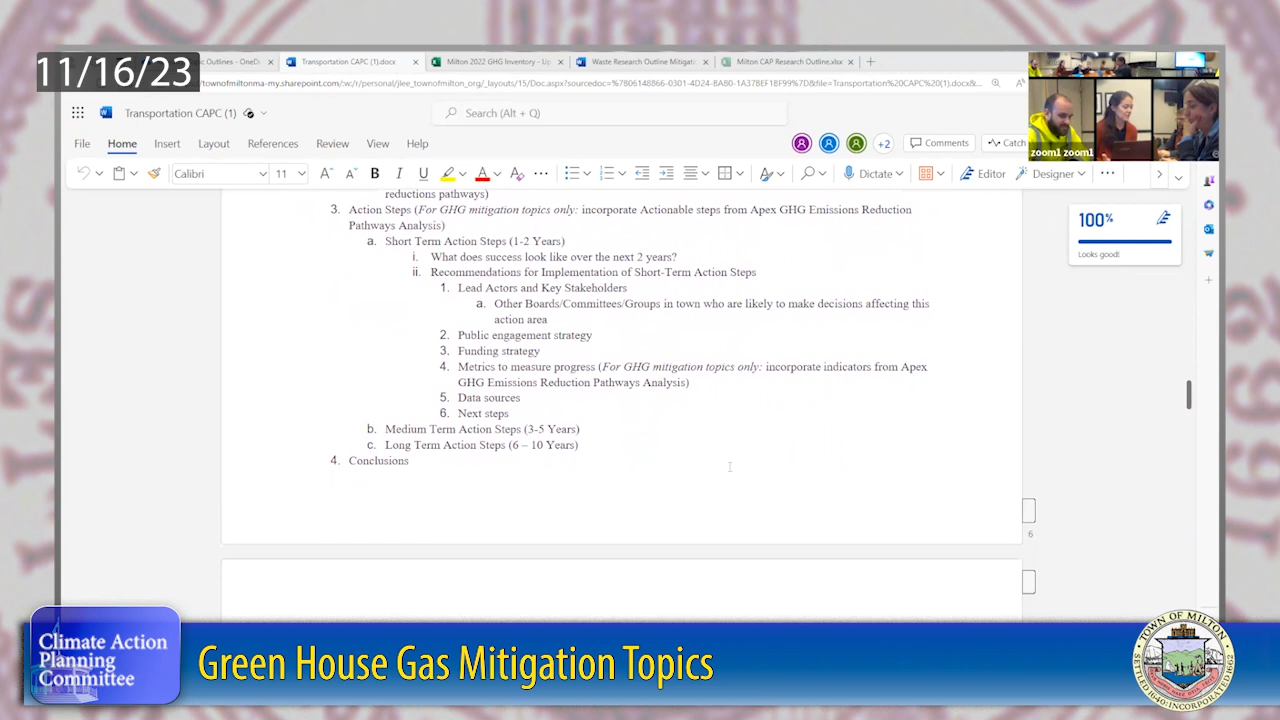 11/16/23
Outlines - OneD
Transportation CAPC (1).docx
Milton 2022 GHG Inventory - Up
Waste Research Outline Mitigati
Milton CAP Research Outline.xlsx
Transportation CAPC (1)
Search (Alt + Q)
File Home Insert Layout References Review View Help
+2
Comments
Catch
zoom1 zoom1
Calibri 11
Dictate
Editor
Designer
reductions pathways)
3. Action Steps (For GHG mitigation topics only: incorporate Actionable steps from Apex GHG Emissions Reduction
Pathways Analysis)
a. Short Term Action Steps (1-2 Years)
i. What does success look like over the next 2 years?
ii. Recommendations for Implementation of Short-Term Action Steps
1. Lead Actors and Key Stakeholders
a. Other Boards/Committees/Groups in town who are likely to make decisions affecting this
action area
2. Public engagement strategy
3. Funding strategy
4. Metrics to measure progress (For GHG mitigation topics only: incorporate indicators from Apex
GHG Emissions Reduction Pathways Analysis)
5. Data sources
6. Next steps
b. Medium Term Action Steps (3-5 Years)
c. Long Term Action Steps (6 – 10 Years)
4. Conclusions
100%
Looks good!
6
Climate Action
Planning
Committee
Green House Gas Mitigation Topics
TOWN OF MILTON
SETTLED 1640 INCORPORATED 1662